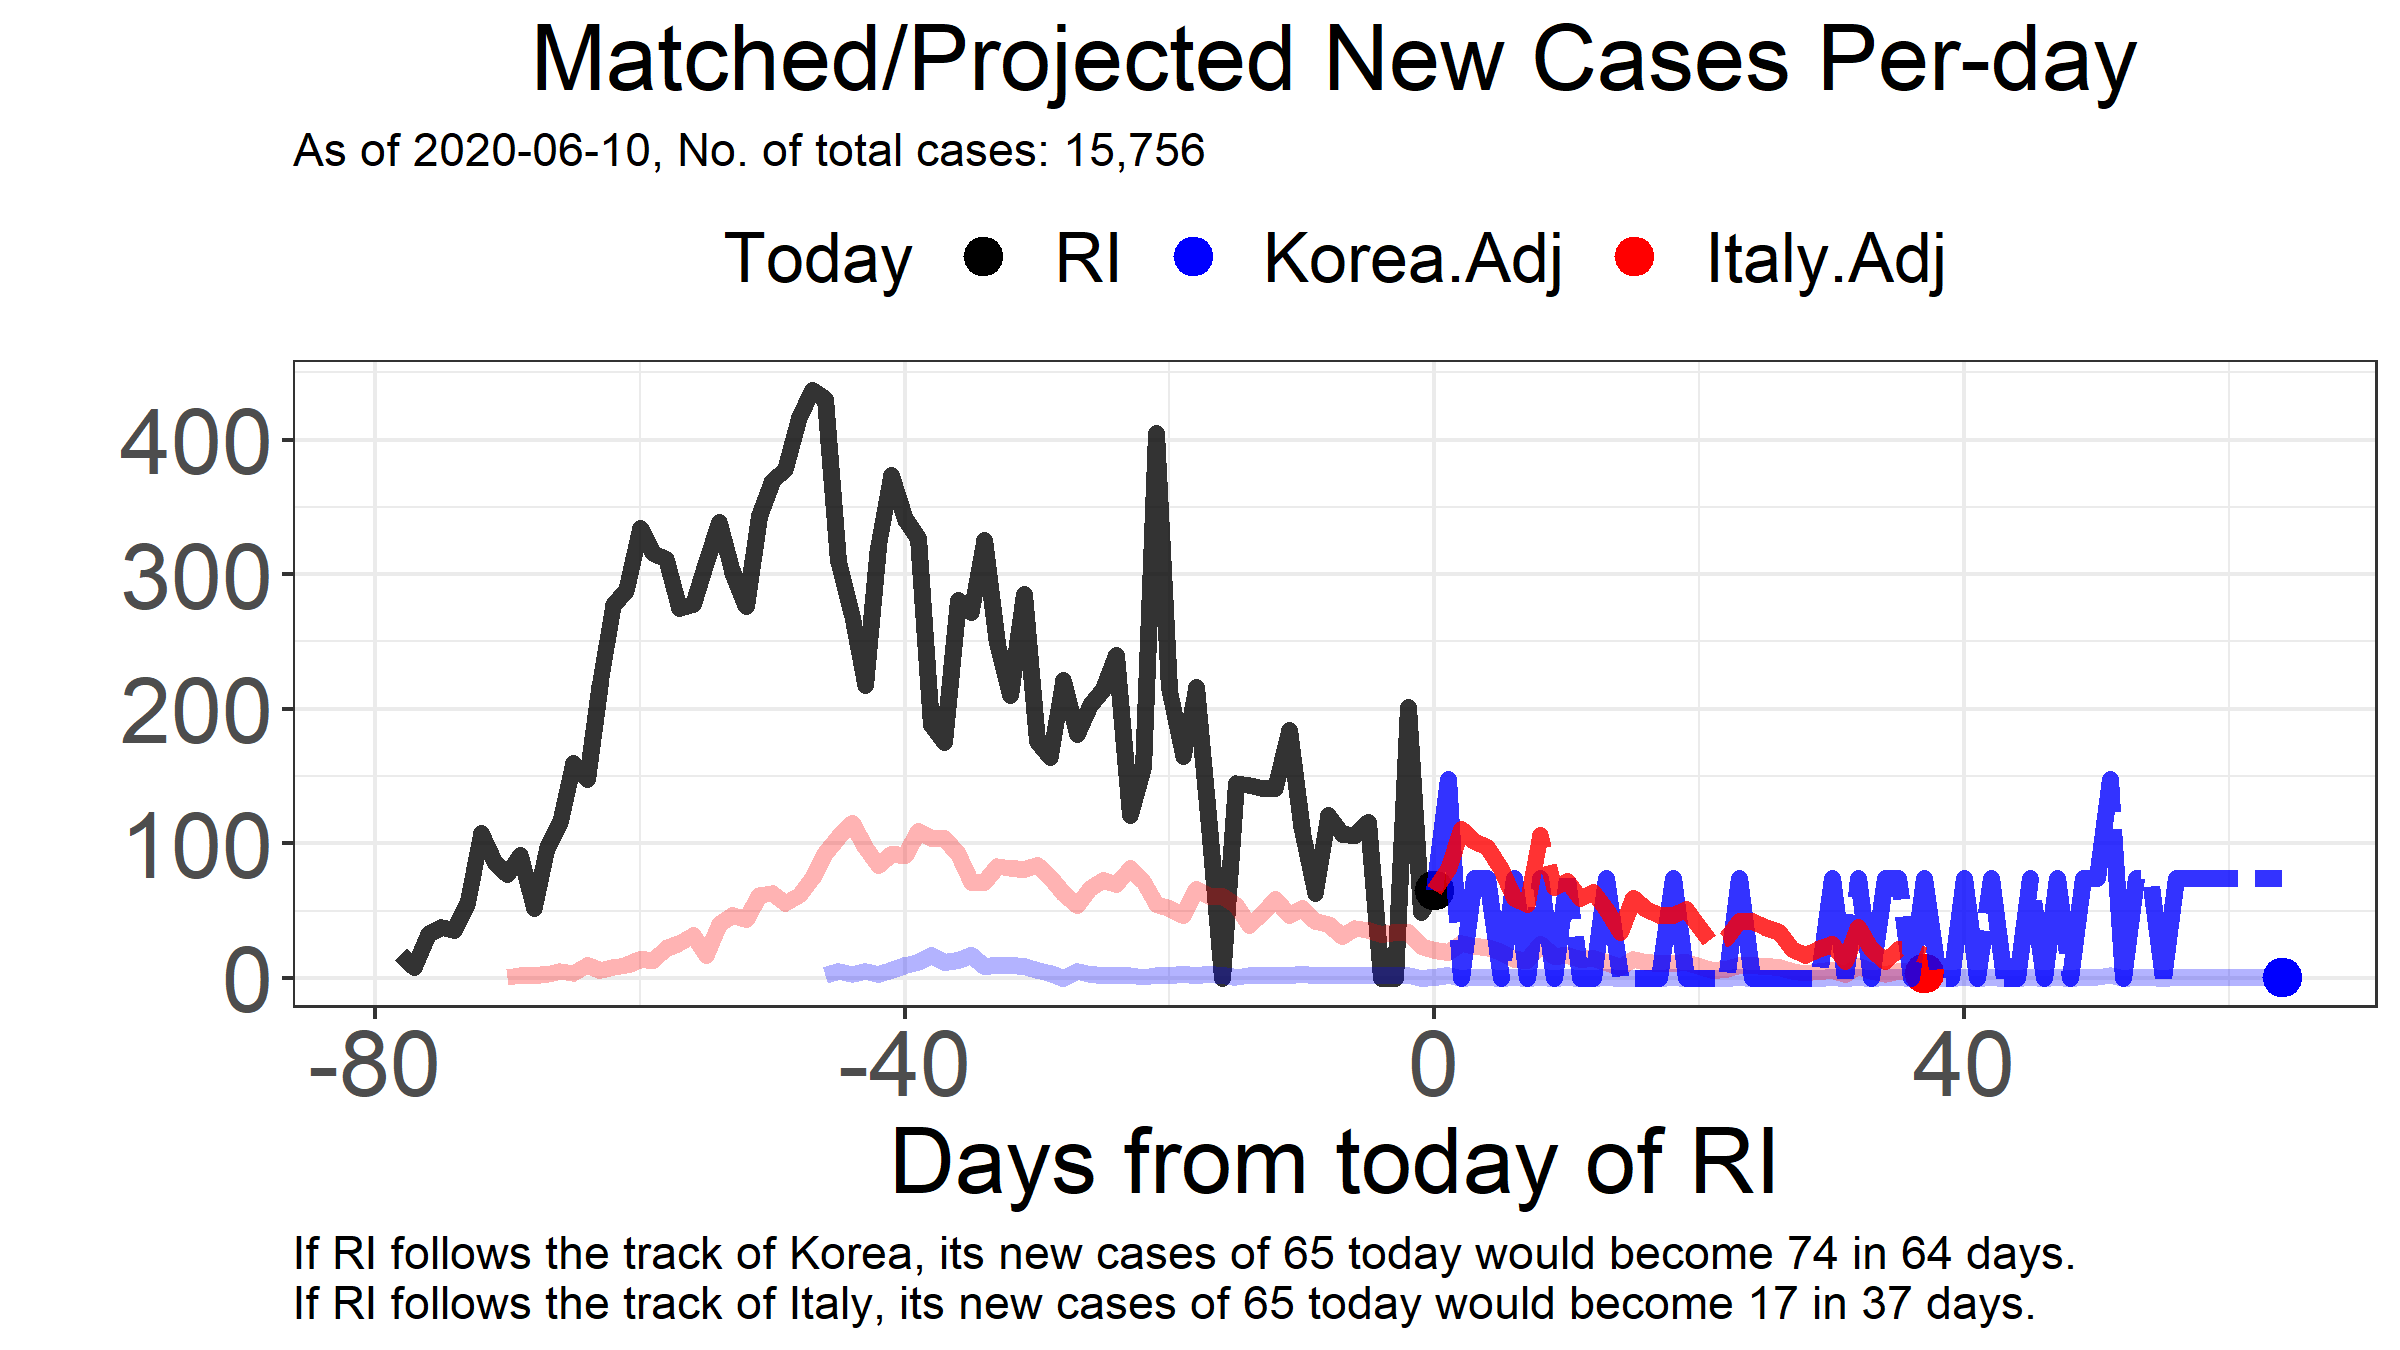 Matched/Projected New Cases Per-day
As of 2020-06-10, No. of total cases: 15,756
Today RI Korea.Adj Italy.Adj
400
300
200
100
0
-80 -40 0 40
Days from today of RI
If RI follows the track of Korea, its new cases of 65 today would become 74 in 64 days.
If RI follows the track of Italy, its new cases of 65 today would become 17 in 37 days.